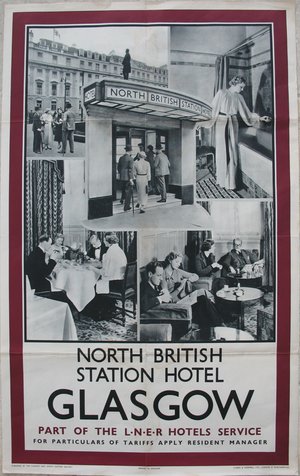 NORTH BRITISH STATION HOTEL
NORTH BRITISH
STATION HOTEL
GLASGOW
PART OF THE L·N·E·R HOTELS SERVICE
FOR PARTICULARS OF TARIFFS APPLY RESIDENT MANAGER